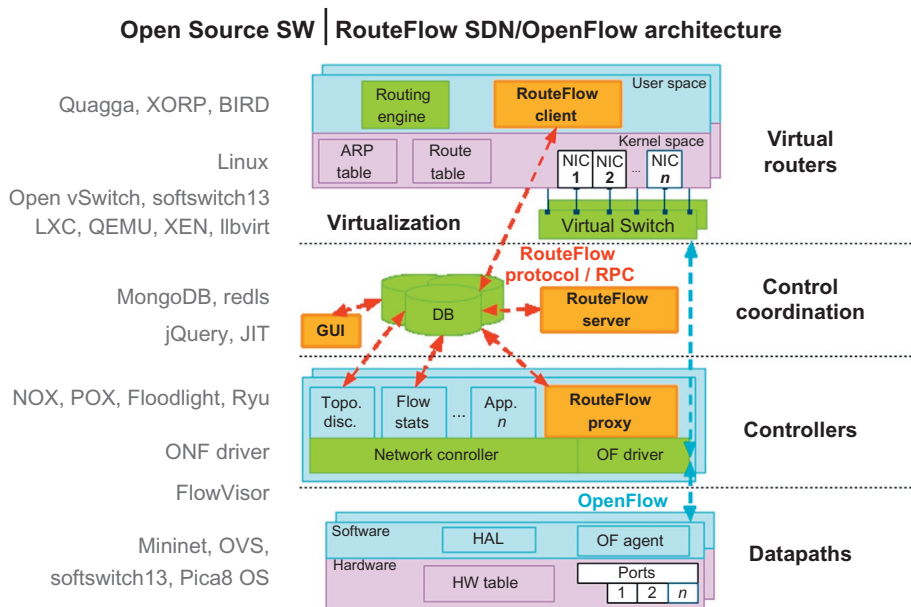 Open Source SW | RouteFlow SDN/OpenFlow architecture
Quagga, XORP, BIRD
Routing
engine
RouteFlow
client
User space
Linux
ARP
table
Route
table
Kernel space
NIC
1
NIC
2
...
NIC
n
Virtual
routers
Open vSwitch, softswitch13
LXC, QEMU, XEN, llbvirt
Virtualization
Virtual Switch
RouteFlow
protocol / RPC
MongoDB, redls
jQuery, JIT
GUI
DB
RouteFlow
server
Control
coordination
NOX, POX, Floodlight, Ryu
Topo.
disc.
Flow
stats
...
App.
n
RouteFlow
proxy
Controllers
ONF driver
Network conroller
OF driver
FlowVisor
OpenFlow
Mininet, OVS,
softswitch13, Pica8 OS
Software
HAL
OF agent
Hardware
HW table
Ports
1 2 n
Datapaths